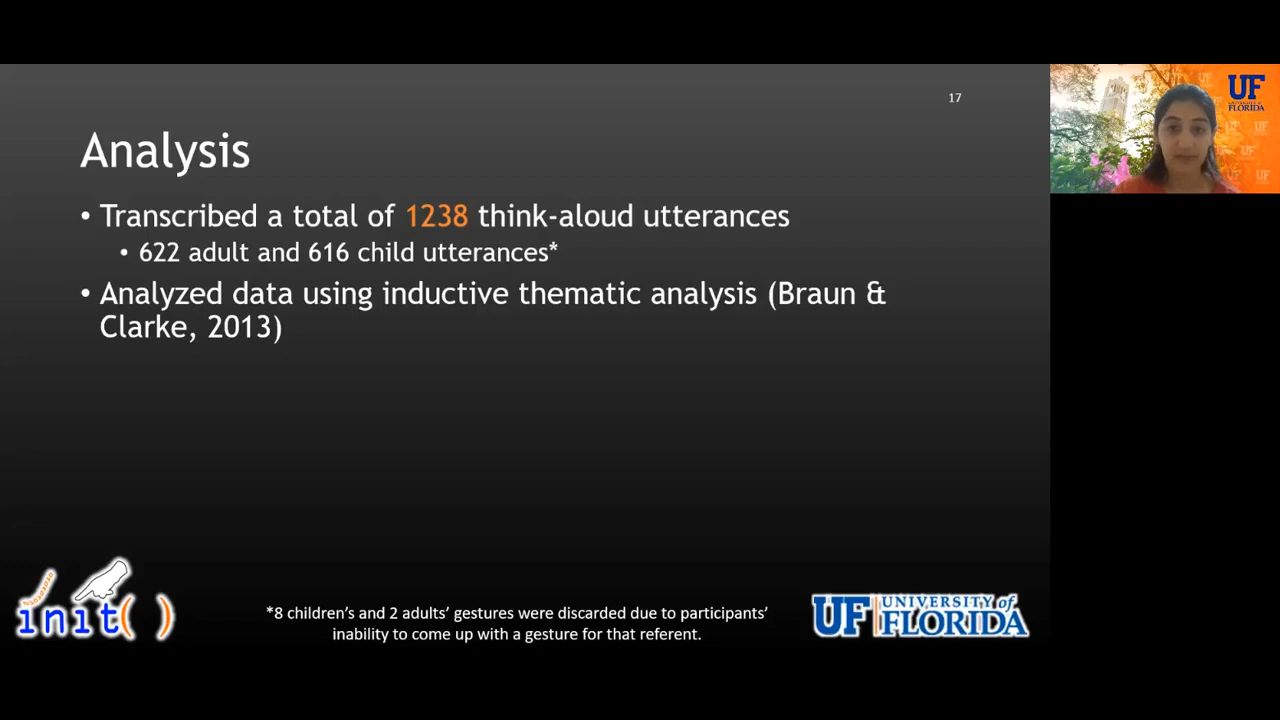 17
Analysis
• Transcribed a total of 1238 think-aloud utterances
• 622 adult and 616 child utterances*
• Analyzed data using inductive thematic analysis (Braun &
Clarke, 2013)
*8 children's and 2 adults' gestures were discarded due to participants'
inability to come up with a gesture for that referent.
init( )
UF UNIVERSITY of
FLORIDA
UF
UNIVERSITY of
FLORIDA